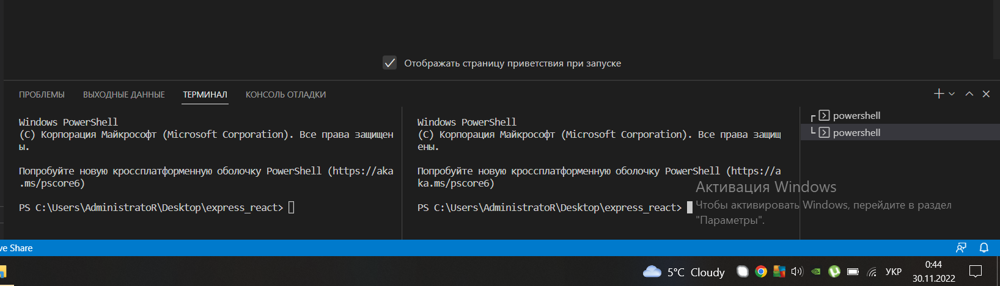 Отображать страницу приветствия при запуске
ПРОБЛЕМЫ ВЫХОДНЫЕ ДАННЫЕ ТЕРМИНАЛ КОНСОЛЬ ОТЛАДКИ
Windows PowerShell
(C) Корпорация Майкрософт (Microsoft Corporation). Все права защищен
ы.
Попробуйте новую кроссплатформенную оболочку PowerShell (https://aka
.ms/pscore6)
PS C:\Users\AdministratoR\Desktop\express_react>
Windows PowerShell
(C) Корпорация Майкрософт (Microsoft Corporation). Все права защищ
ены.
Попробуйте новую кроссплатформенную оболочку PowerShell (https://a
ka.ms/pscore6)
PS C:\Users\AdministratoR\Desktop\express_react>
powershell
powershell
Активация Windows
Чтобы активировать Windows, перейдите в раздел
"Параметры".
ve Share
5°C Cloudy
УКР
0:44
30.11.2022